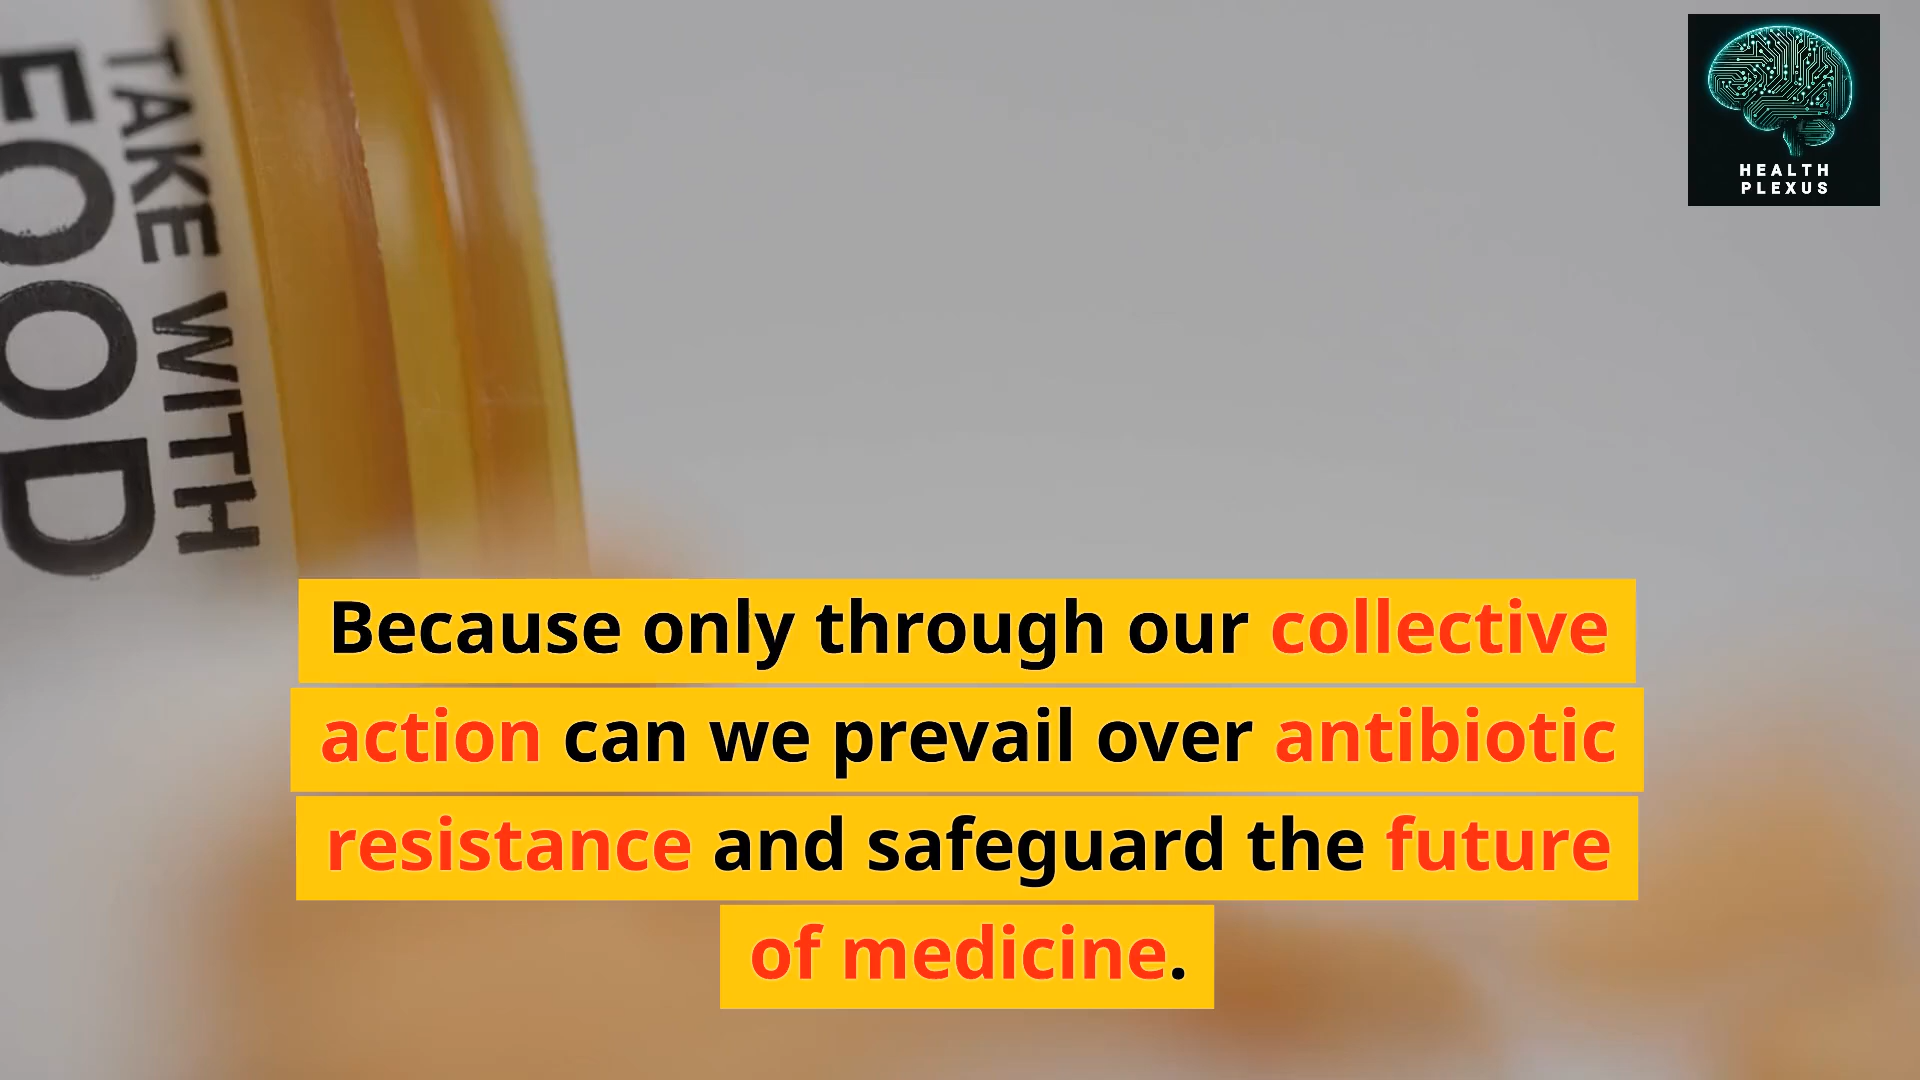 TAKE WITH
FOOD
HEALTH
PLEXUS
Because only through our collective
action can we prevail over antibiotic
resistance and safeguard the future
of medicine.